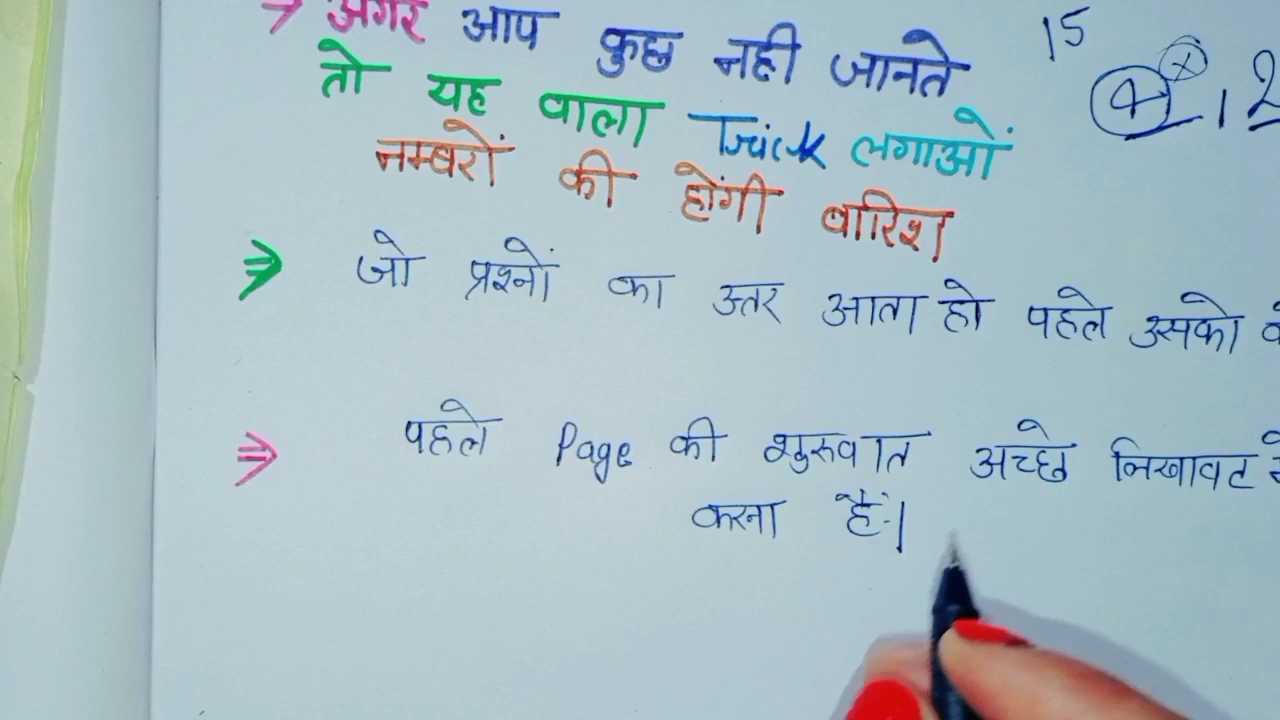 → अगर आप कुछ नही जानते
तो यह वाला Trick लगाओं
नम्बरों की होंगी बारिश
⇒ जो प्रश्नों का उत्तर आता हो पहले उसको
⇒ पहले Page की शुरुवात अच्छे लिखावट
करना हैं।
15